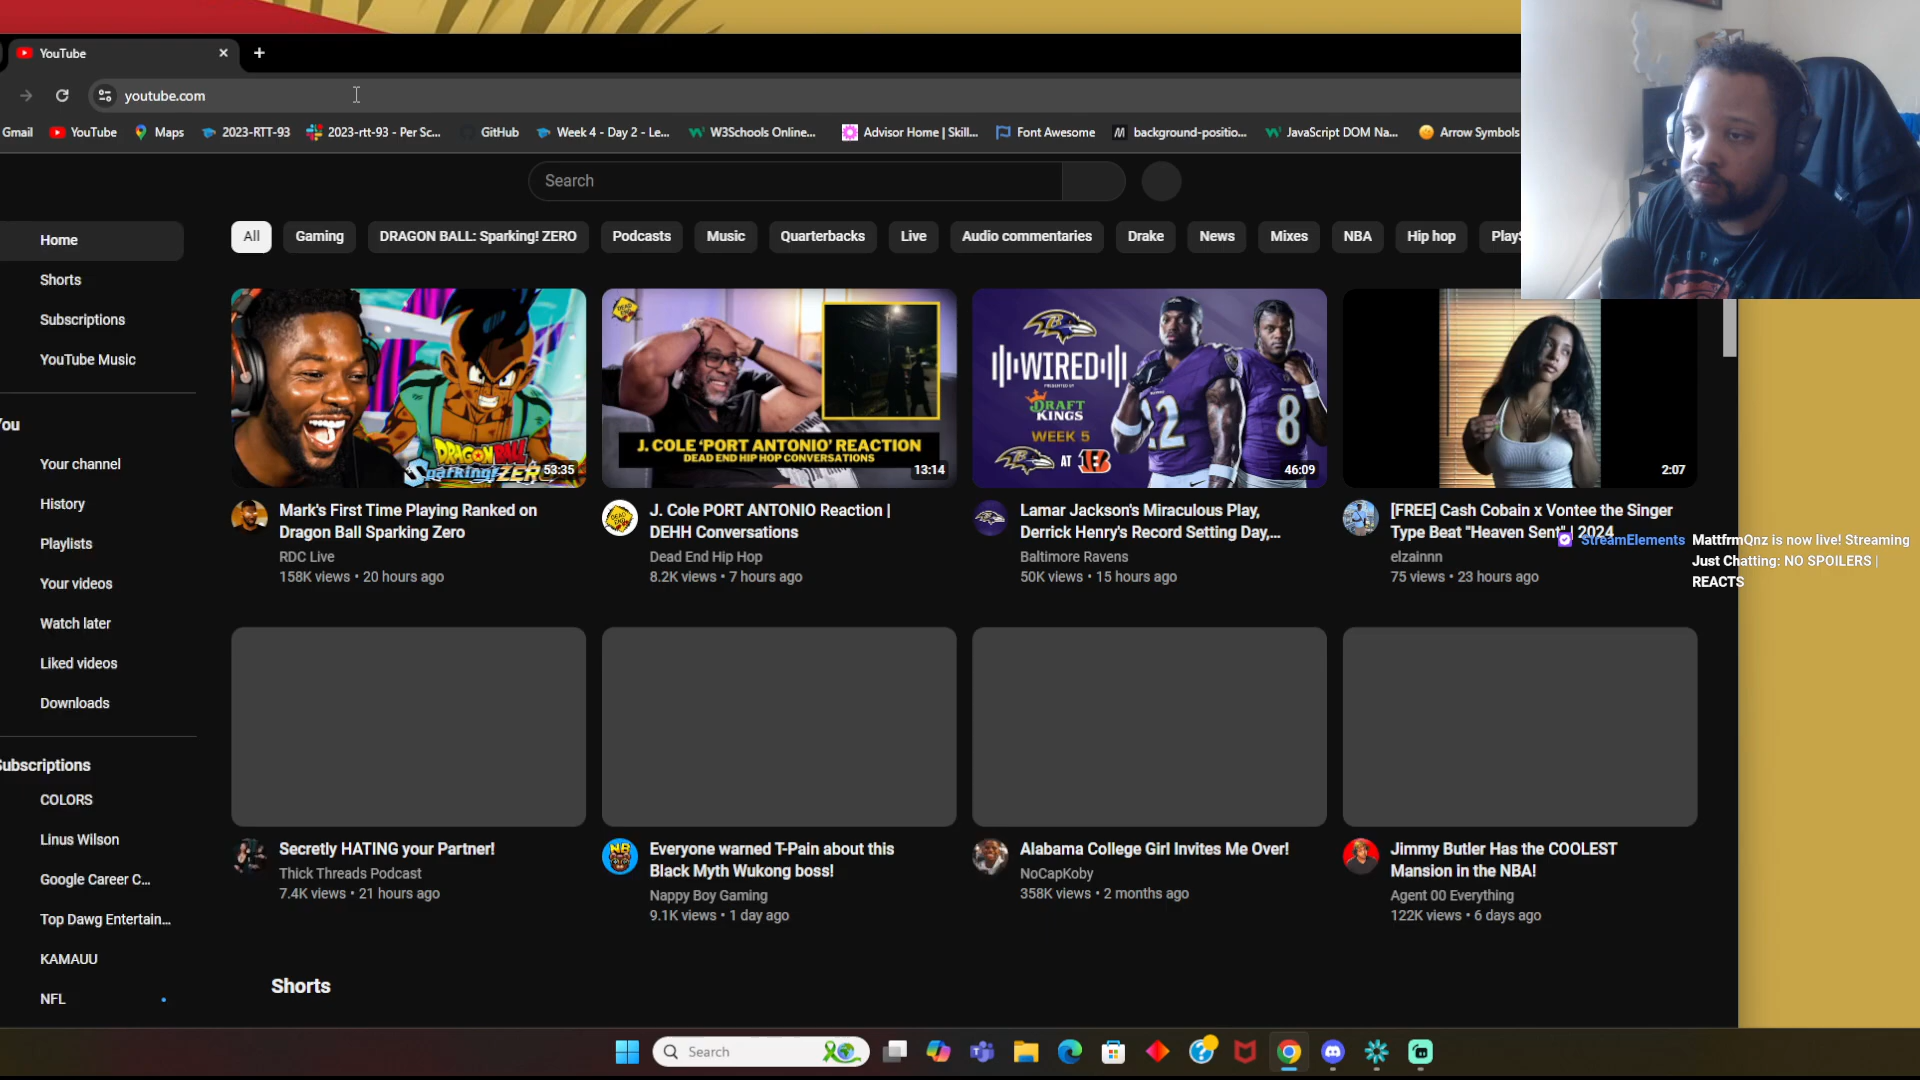 YouTube
youtube.com
Gmail
YouTube
Maps
2023-RTT-93
2023-rtt-93 - Per Sc...
GitHub
Week 4 - Day 2 - Le...
W3Schools Online...
Advisor Home | Skill...
Font Awesome
background-positio...
JavaScript DOM Na...
Arrow Symbols
Search
All
Gaming
DRAGON BALL: Sparking! ZERO
Podcasts
Music
Quarterbacks
Live
Audio commentaries
Drake
News
Mixes
NBA
Hip hop
PlayS
Home
Shorts
Subscriptions
YouTube Music
You
Your channel
History
Playlists
Your videos
Watch later
Liked videos
Downloads
Subscriptions
COLORS
Linus Wilson
Google Career C...
Top Dawg Entertain...
KAMAUU
NFL
DRAGON BALL
Sparking! ZERO
53:35
Mark's First Time Playing Ranked on
Dragon Ball Sparking Zero
RDC Live
158K views • 20 hours ago
J. COLE 'PORT ANTONIO' REACTION
DEAD END HIP HOP CONVERSATIONS
13:14
J. Cole PORT ANTONIO Reaction |
DEHH Conversations
Dead End Hip Hop
8.2K views • 7 hours ago
WIRED
PRESENTED BY
DRAFT
KINGS
WEEK 5
AT
22
8
46:09
Lamar Jackson's Miraculous Play,
Derrick Henry's Record Setting Day,...
Baltimore Ravens
50K views • 15 hours ago
2:07
[FREE] Cash Cobain x Vontee the Singer
Type Beat "Heaven Sent" | 2024
elzainnn
75 views • 23 hours ago
StreamElements MattfrmQnz is now live! Streaming
Just Chatting: NO SPOILERS |
REACTS
Secretly HATING your Partner!
Thick Threads Podcast
7.4K views • 21 hours ago
Everyone warned T-Pain about this
Black Myth Wukong boss!
Nappy Boy Gaming
9.1K views • 1 day ago
Alabama College Girl Invites Me Over!
NoCapKoby
358K views • 2 months ago
Jimmy Butler Has the COOLEST
Mansion in the NBA!
Agent 00 Everything
122K views • 6 days ago
Shorts
Search